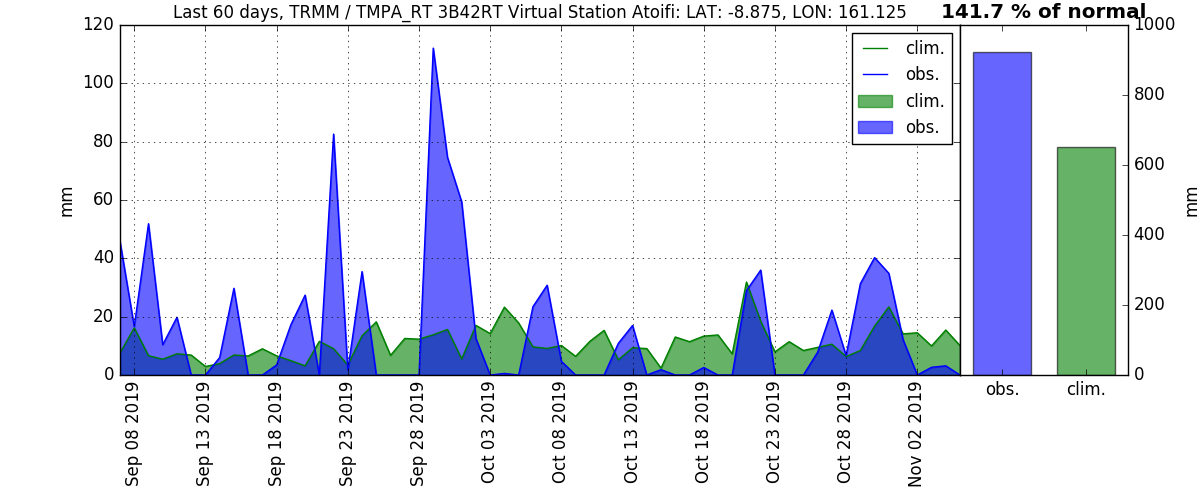 Last 60 days, TRMM / TMPA_RT 3B42RT Virtual Station Atoifi: LAT: -8.875, LON: 161.125
141.7 % of normal
120
100
80
60
40
20
0
mm
clim.
obs.
clim.
obs.
1000
800
600
400
200
0
mm
obs.
clim.
Sep 08 2019
Sep 13 2019
Sep 18 2019
Sep 23 2019
Sep 28 2019
Oct 03 2019
Oct 08 2019
Oct 13 2019
Oct 18 2019
Oct 23 2019
Oct 28 2019
Nov 02 2019